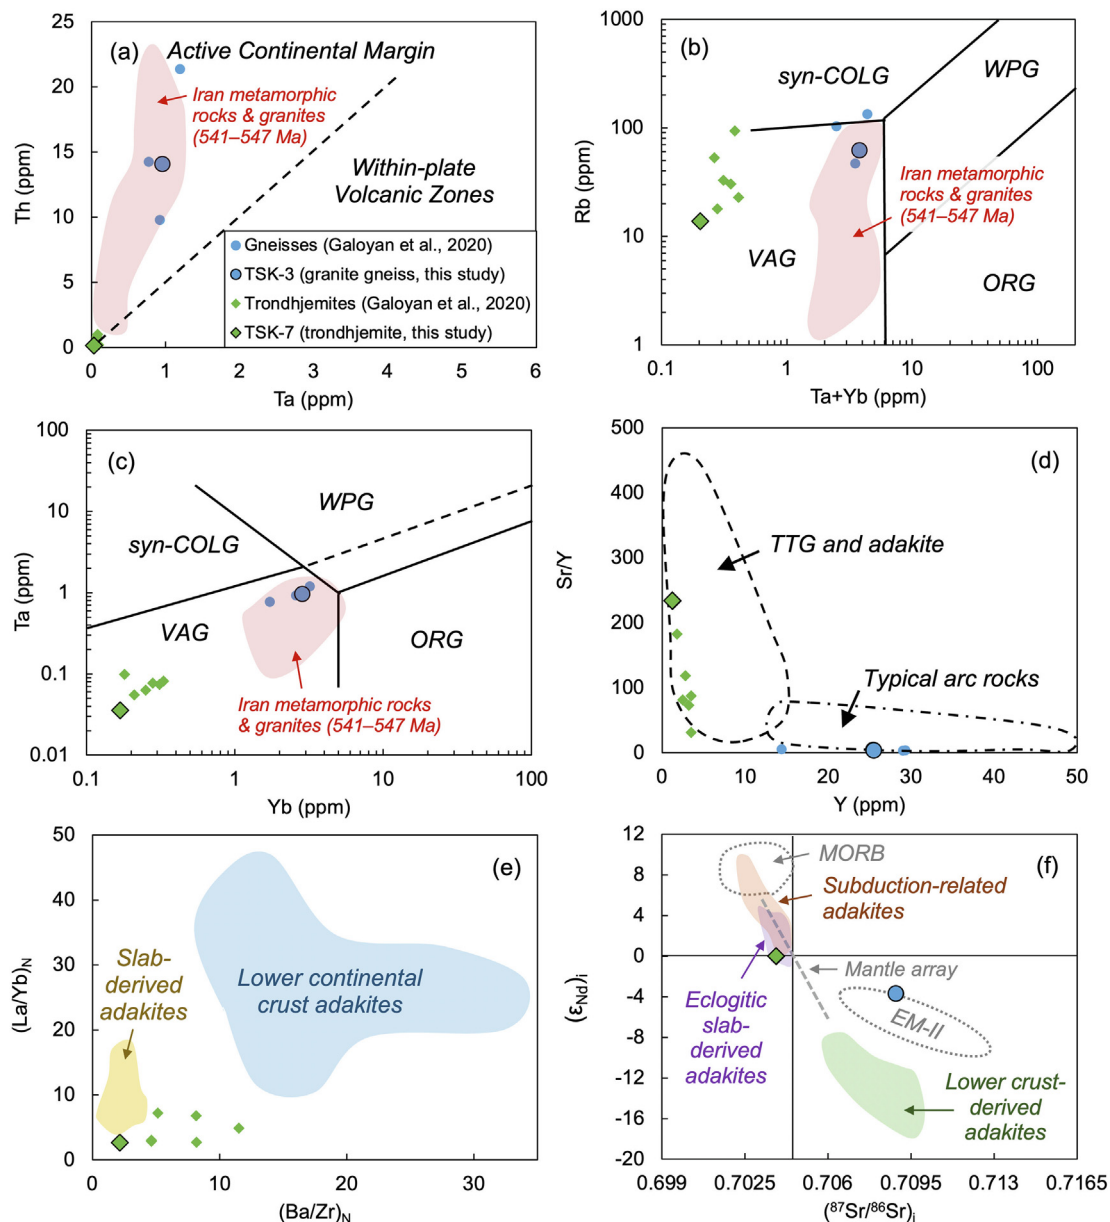 (a)
Active Continental Margin
Iran metamorphic
rocks & granites
(541–547 Ma)
Within-plate
Volcanic Zones
Gneisses (Galoyan et al., 2020)
TSK-3 (granite gneiss, this study)
Trondhjemites (Galoyan et al., 2020)
TSK-7 (trondhjemite, this study)
Th (ppm)
25
20
15
10
5
0
0 1 2 3 4 5 6
Ta (ppm)
(b)
syn-COLG
WPG
Iran metamorphic
rocks & granites
(541–547 Ma)
VAG
ORG
Rb (ppm)
1000
100
10
1
0.1 1 10 100
Ta+Yb (ppm)
(c)
WPG
syn-COLG
VAG
ORG
Iran metamorphic rocks
& granites (541–547 Ma)
Ta (ppm)
100
10
1
0.1
0.01
0.1 1 10 100
Yb (ppm)
(d)
TTG and adakite
Typical arc rocks
Sr/Y
500
400
300
200
100
0
0 10 20 30 40 50
Y (ppm)
(e)
Slab-
derived
adakites
Lower continental
crust adakites
(La/Yb)N
50
40
30
20
10
0
0 10 20 30
(Ba/Zr)N
(f)
MORB
Subduction-related
adakites
Mantle array
Eclogitic
slab-
derived
adakites
EM-II
Lower crust-
derived
adakites
(εNd)i
12
8
4
0
-4
-8
-12
-16
-20
0.699 0.7025 0.706 0.7095 0.713 0.7165
(⁸⁷Sr/⁸⁶Sr)i